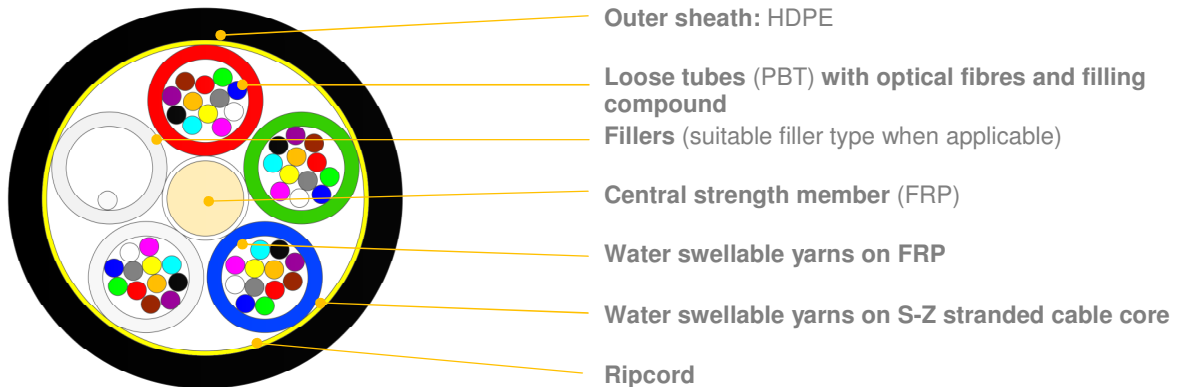 Outer sheath: HDPE
Loose tubes (PBT) with optical fibres and filling
compound
Fillers (suitable filler type when applicable)
Central strength member (FRP)
Water swellable yarns on FRP
Water swellable yarns on S-Z stranded cable core
Ripcord